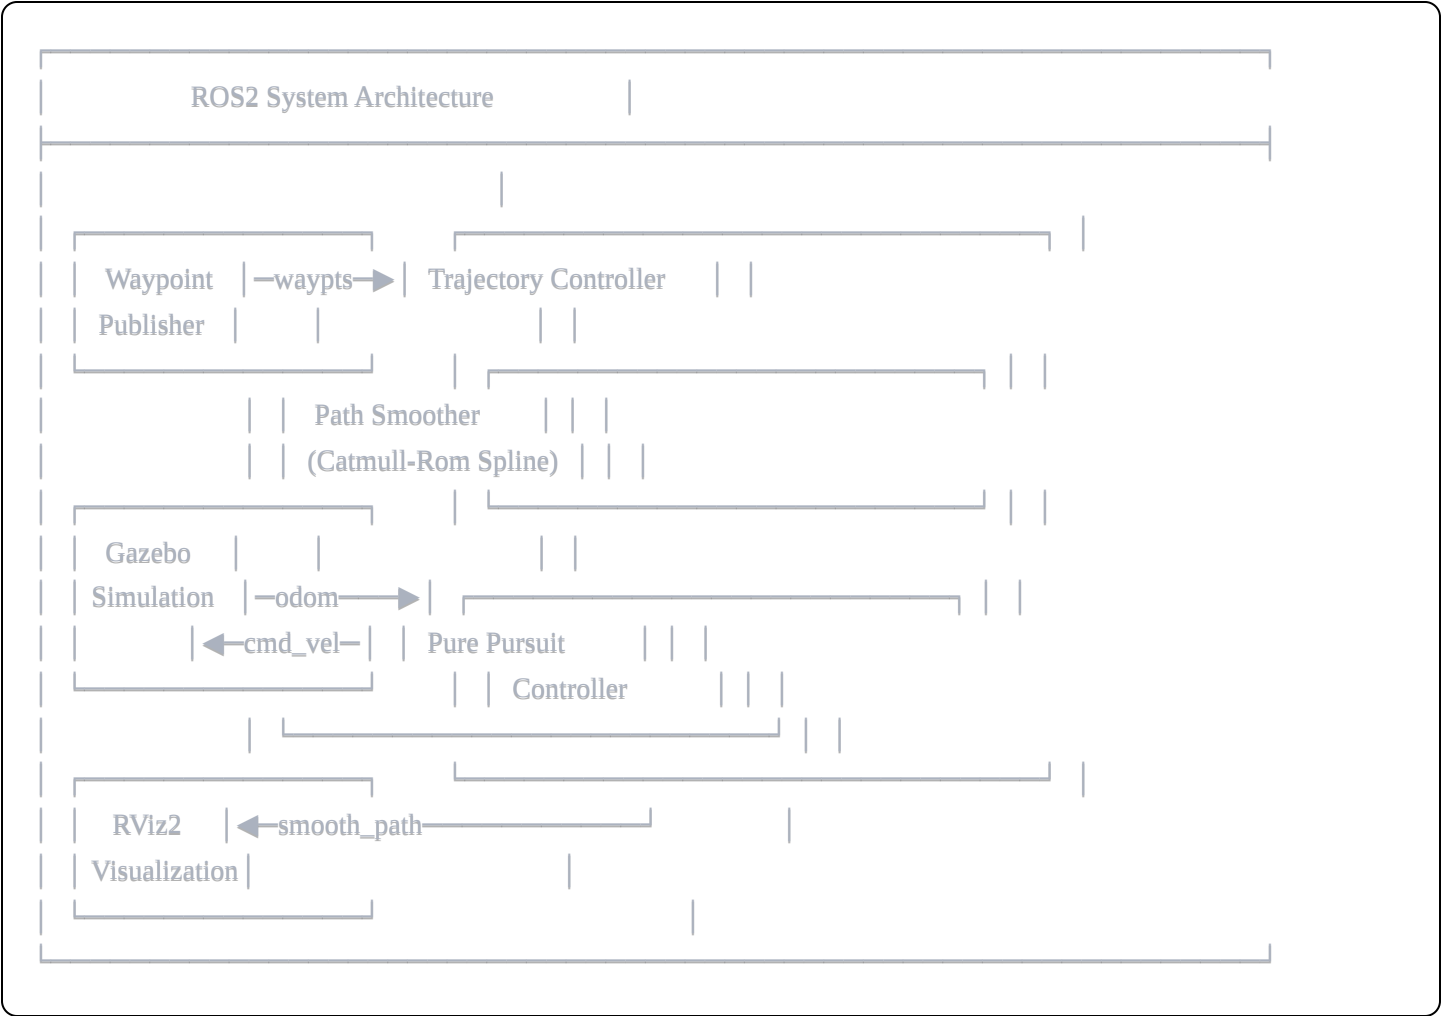 ROS2 System Architecture
Waypoint waypts Trajectory Controller
Publisher
Path Smoother
(Catmull-Rom Spline)
Gazebo
Simulation odom
cmd_vel Pure Pursuit
Controller
RViz2 smooth_path
Visualization